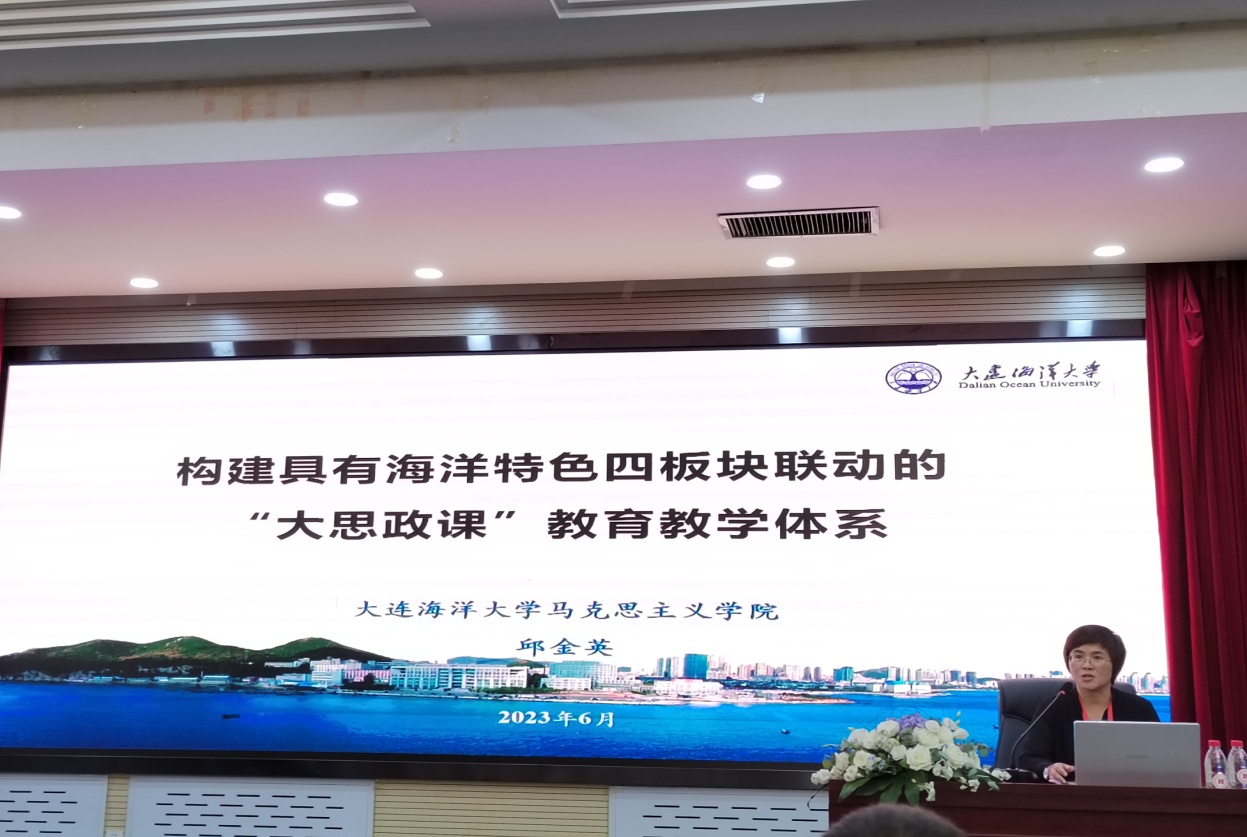 大连海洋大学
Dalian Ocean University
构建具有海洋特色四板块联动的
“大思政课”教育教学体系
大连海洋大学马克思主义学院
邱金英
2023年6月